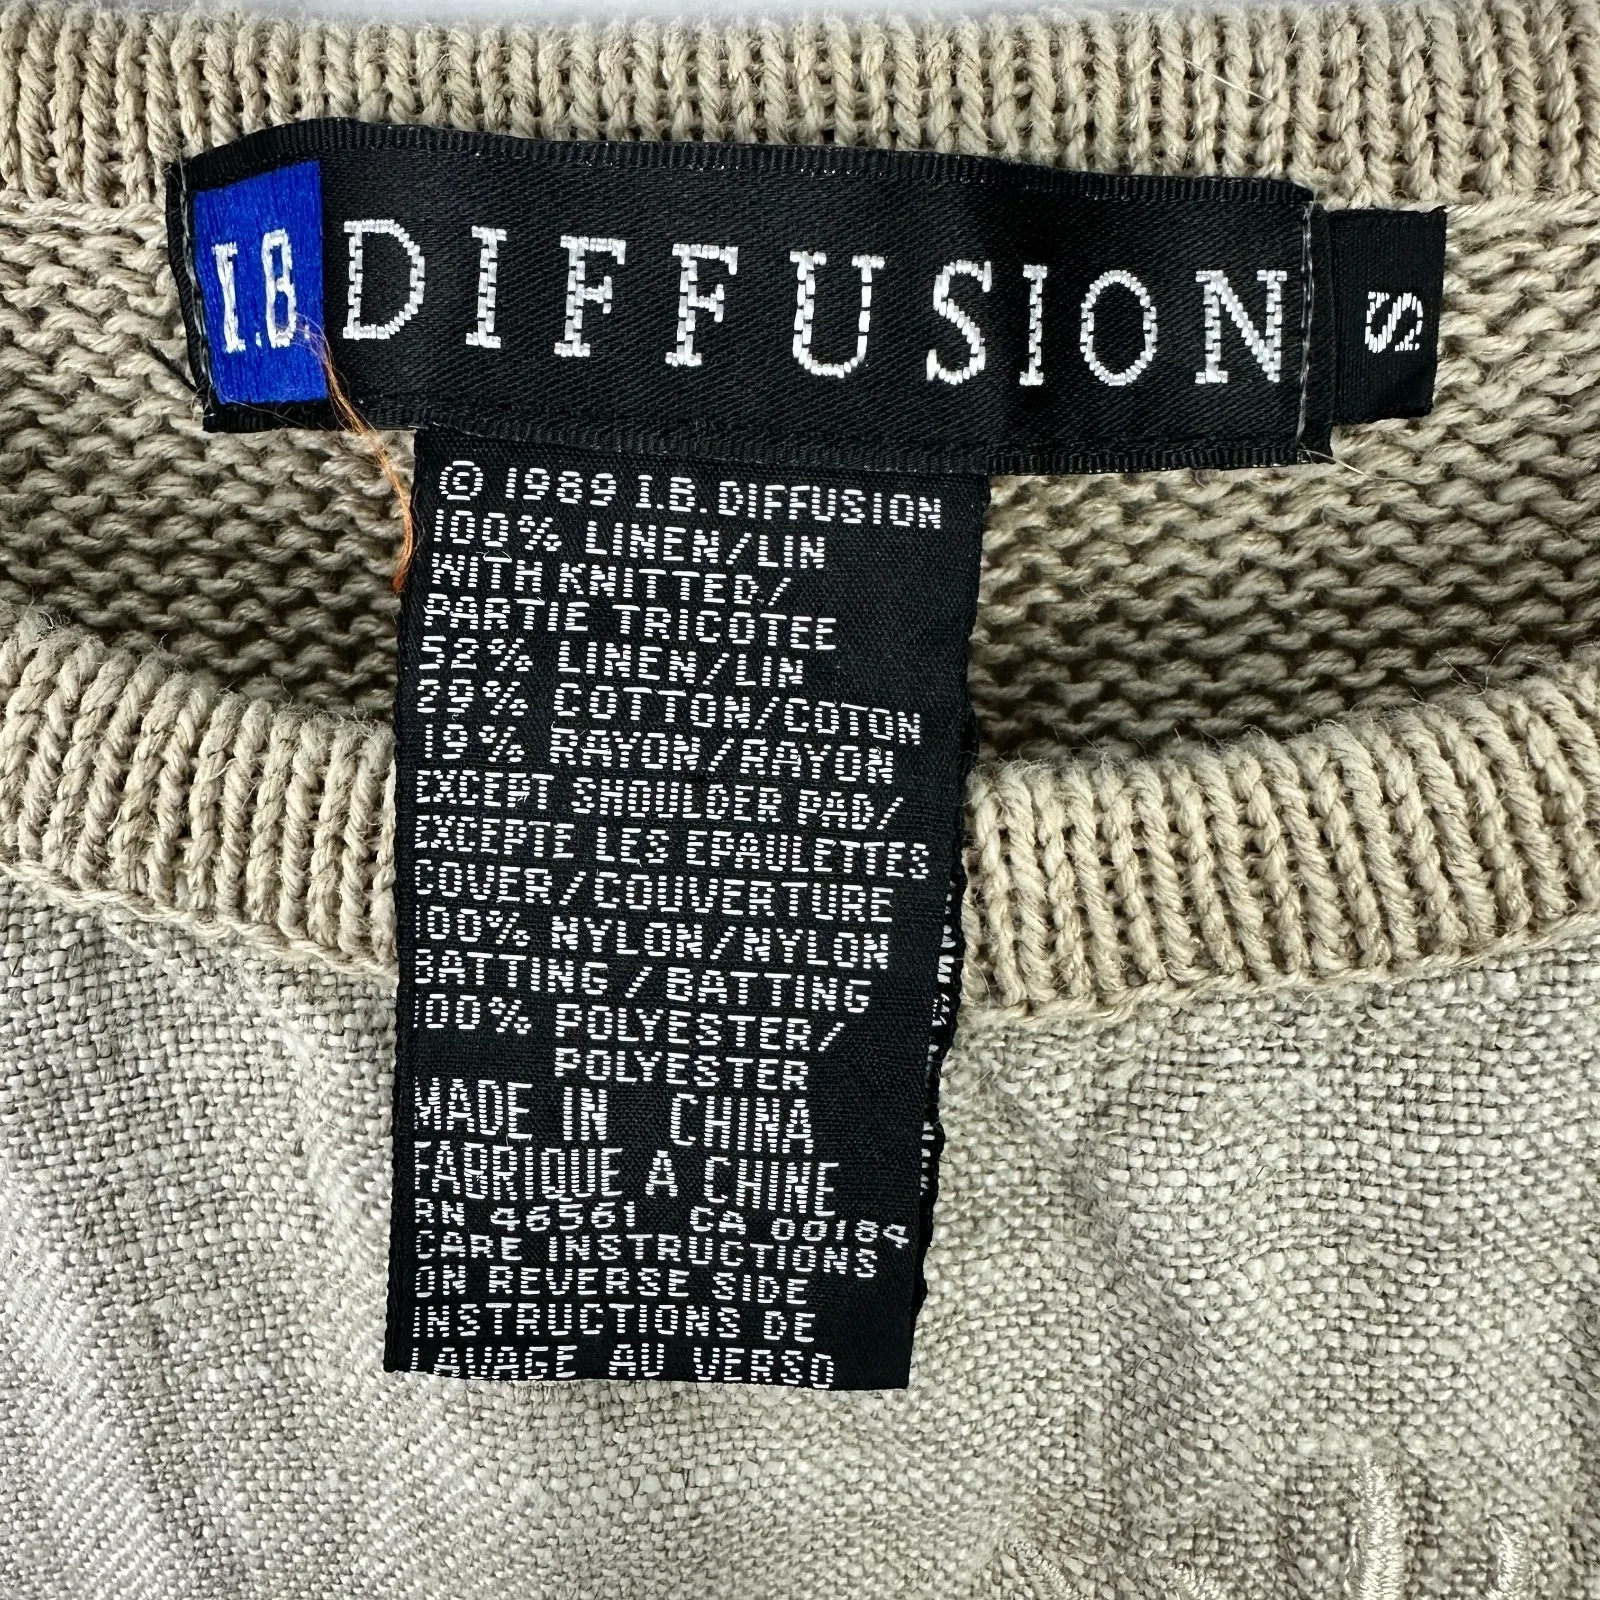 I.B DIFFUSION
S
© 1989 I.B. DIFFUSION
100% LINEN/LIN
WITH KNITTED/
PARTIE TRICOTEE
52% LINEN/LIN
29% COTTON/COTON
19% RAYON/RAYON
EXCEPT SHOULDER PAD/
EXCEPTE LES EPAULETTES
COVER/COUVERTURE
100% NYLON/NYLON
BATTING/BATTING
100% POLYESTER/
POLYESTER
MADE IN CHINA
FABRIQUE A CHINE
RN 46561 CA 00184
CARE INSTRUCTIONS
ON REVERSE SIDE
INSTRUCTIONS DE
LAVAGE AU VERSO